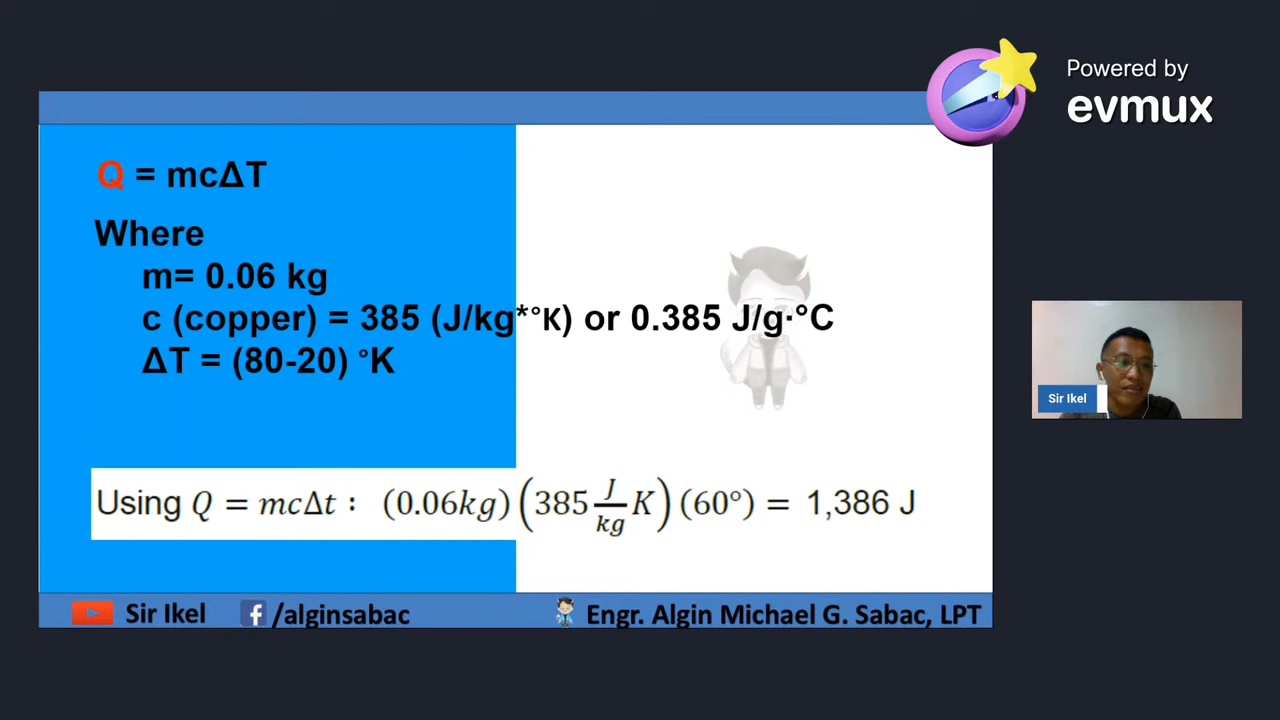 Powered by
evmux
Q = mcΔT
Where
m= 0.06 kg
c (copper) = 385 (J/kg*°K) or 0.385 J/g·°C
ΔT = (80-20) °K
Using Q = mcΔt : (0.06kg)(385 J/kg K)(60°) = 1,386 J
Sir Ikel
Sir Ikel /alginsabac Engr. Algin Michael G. Sabac, LPT